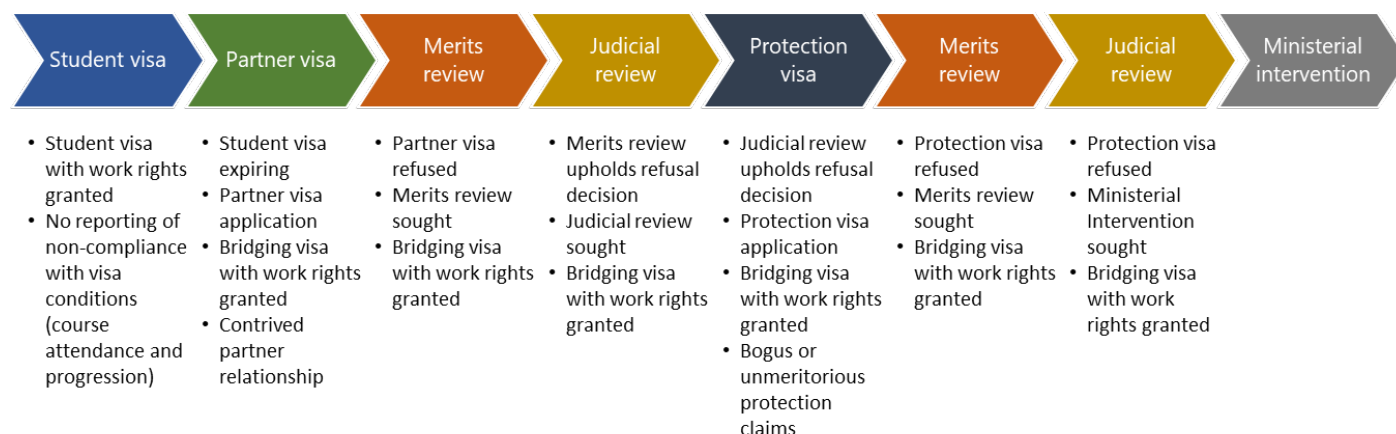 Student visa
Partner visa
Merits
review
Judicial
review
Protection
visa
Merits
review
Judicial
review
Ministerial
intervention
• Student visa
with work rights
granted
• No reporting of
non-compliance
with visa
conditions
(course
attendance and
progression)
• Student visa
expiring
• Partner visa
application
• Bridging visa
with work rights
granted
• Contrived
partner
relationship
• Partner visa
refused
• Merits review
sought
• Bridging visa
with work rights
granted
• Merits review
upholds refusal
decision
• Judicial review
sought
• Bridging visa
with work rights
granted
• Judicial review
upholds refusal
decision
• Protection visa
application
• Bridging visa
with work rights
granted
• Bogus or
unmeritorious
protection
claims
• Protection visa
refused
• Merits review
sought
• Bridging visa
with work rights
granted
• Protection visa
refused
• Ministerial
Intervention
sought
• Bridging visa
with work
rights granted